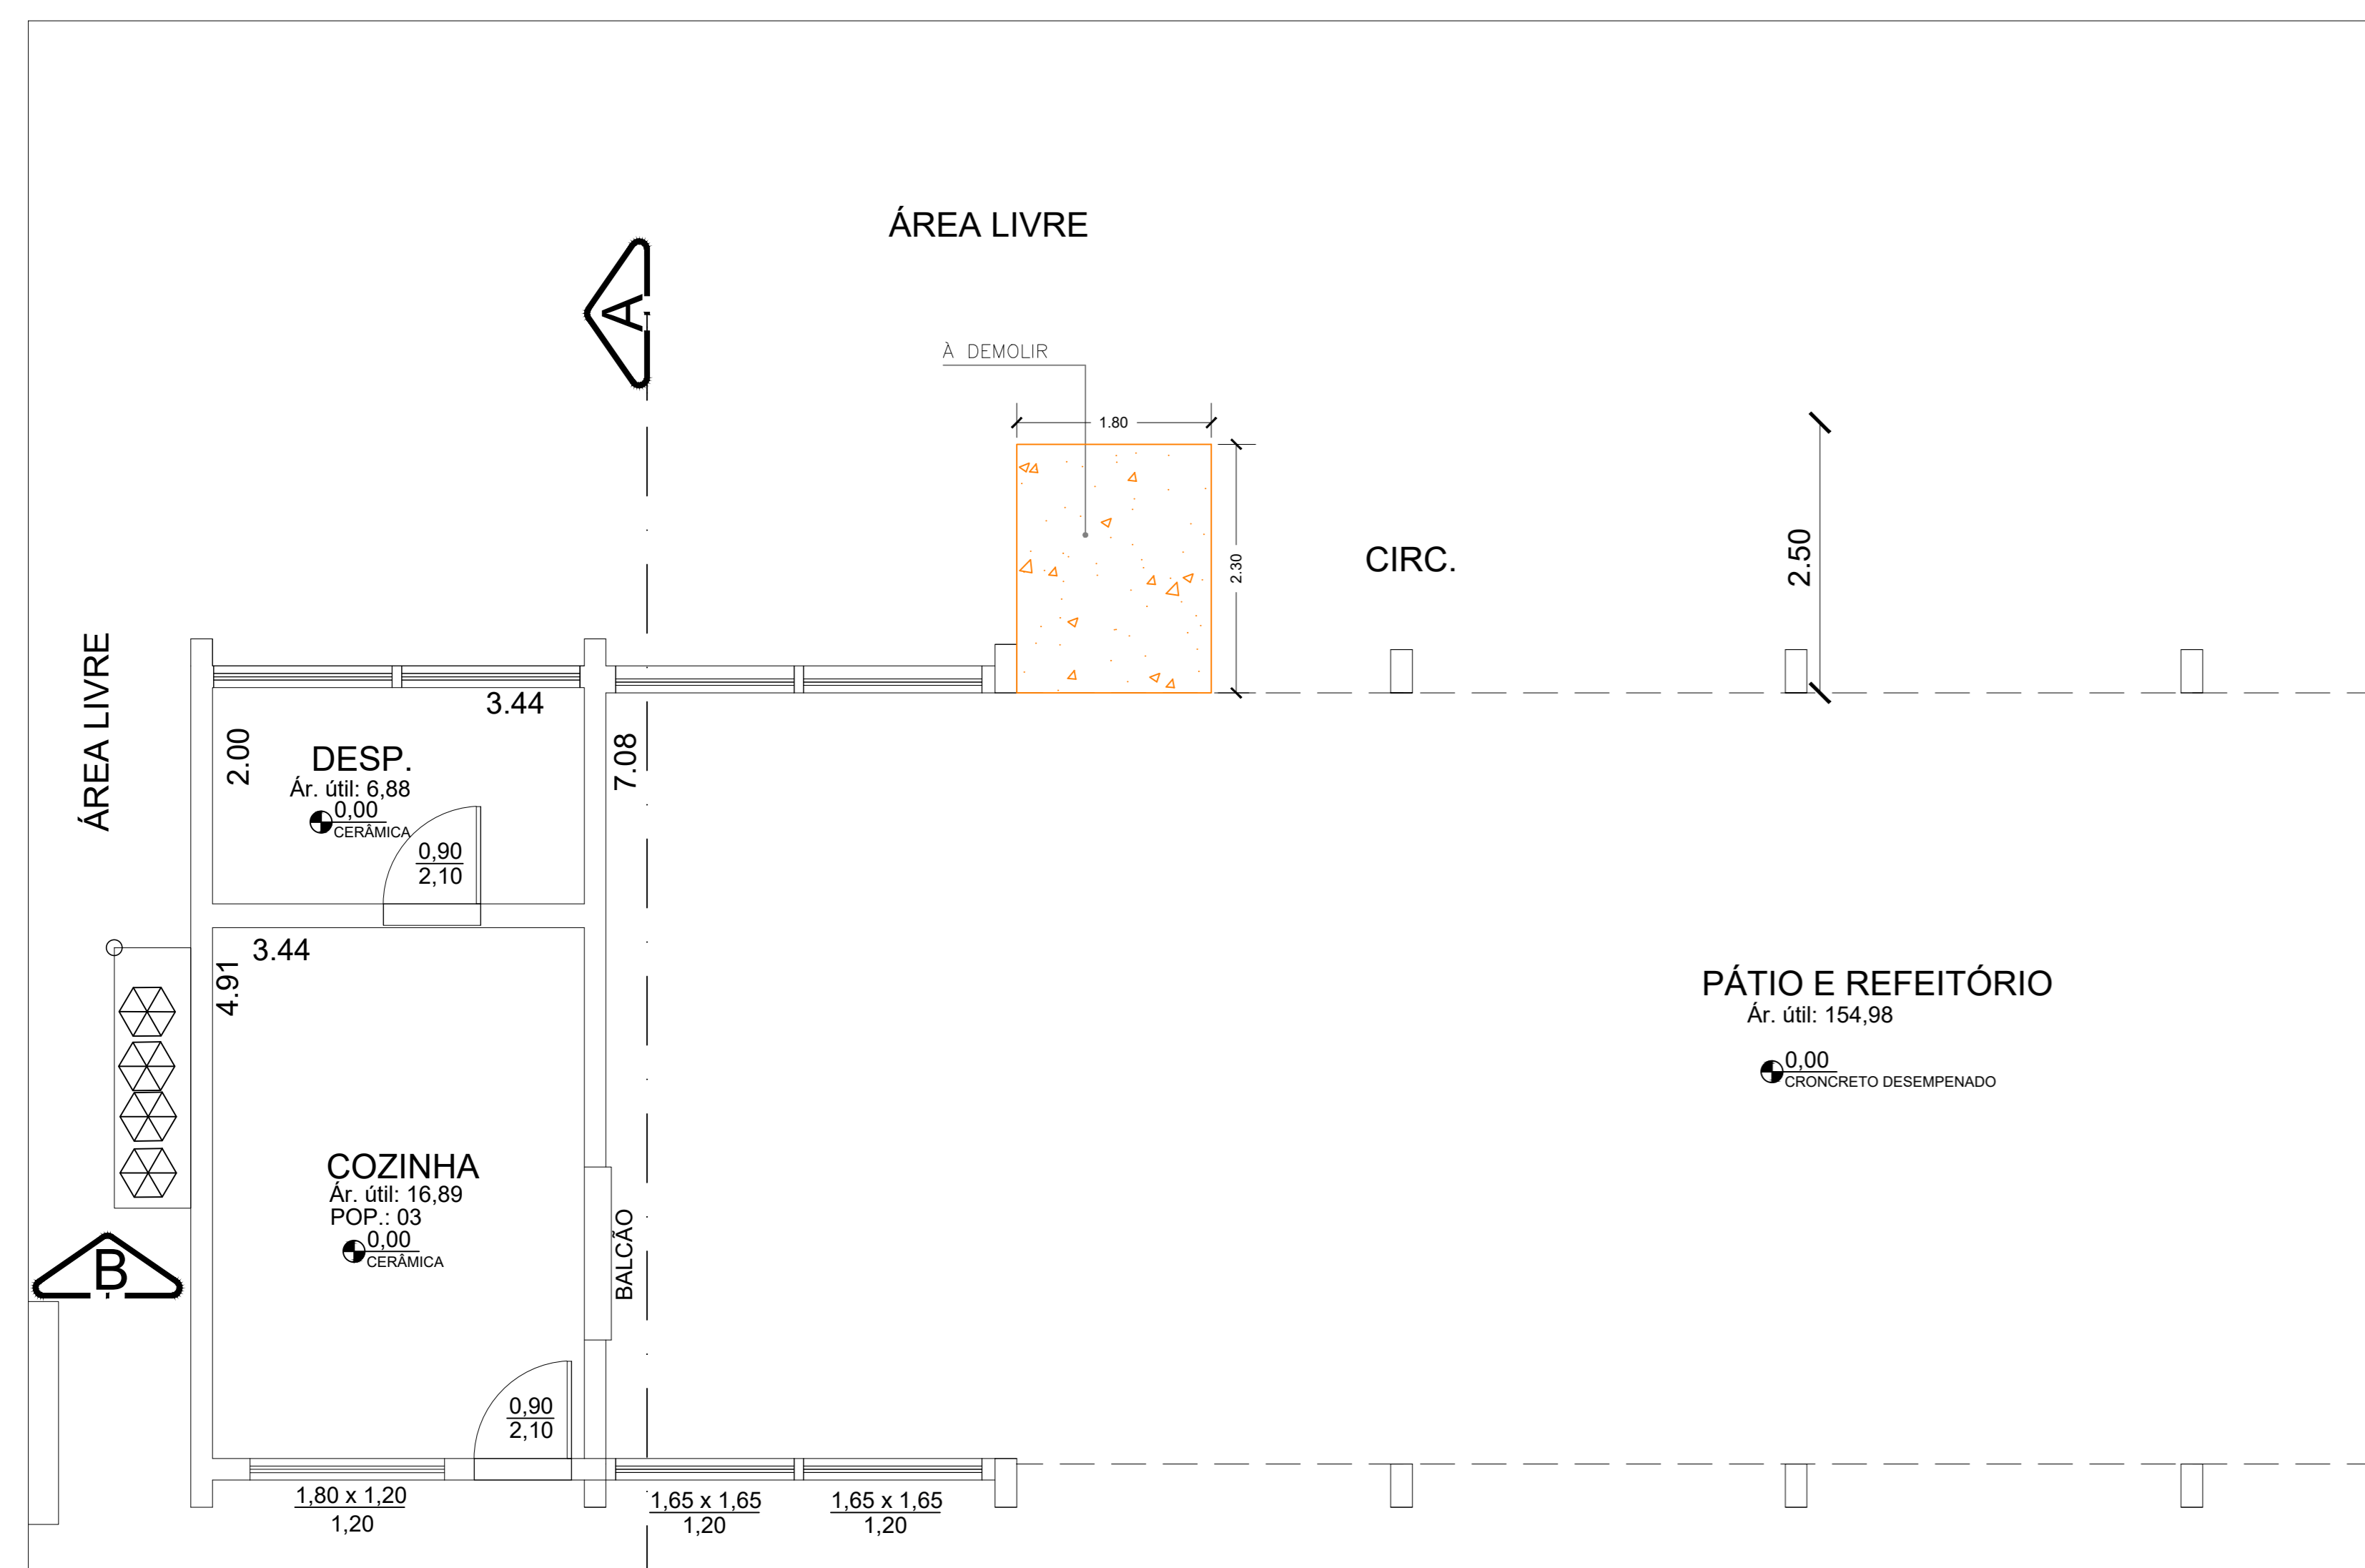 ÁREA LIVRE
A
À DEMOLIR
1.80
2.30
CIRC.
2.50
ÁREA LIVRE
3.44
2.00
DESP.
Ár. útil: 6,88
0,00
CERÂMICA
0,90
2,10
7.08
3.44
4.91
PÁTIO E REFEITÓRIO
Ár. útil: 154,98
0,00
CRONCRETO DESEMPENADO
COZINHA
Ár. útil: 16,89
POP.: 03
0,00
CERÂMICA
BALCÃO
B
0,90
2,10
1,80 x 1,20
1,20
1,65 x 1,65
1,20
1,65 x 1,65
1,20